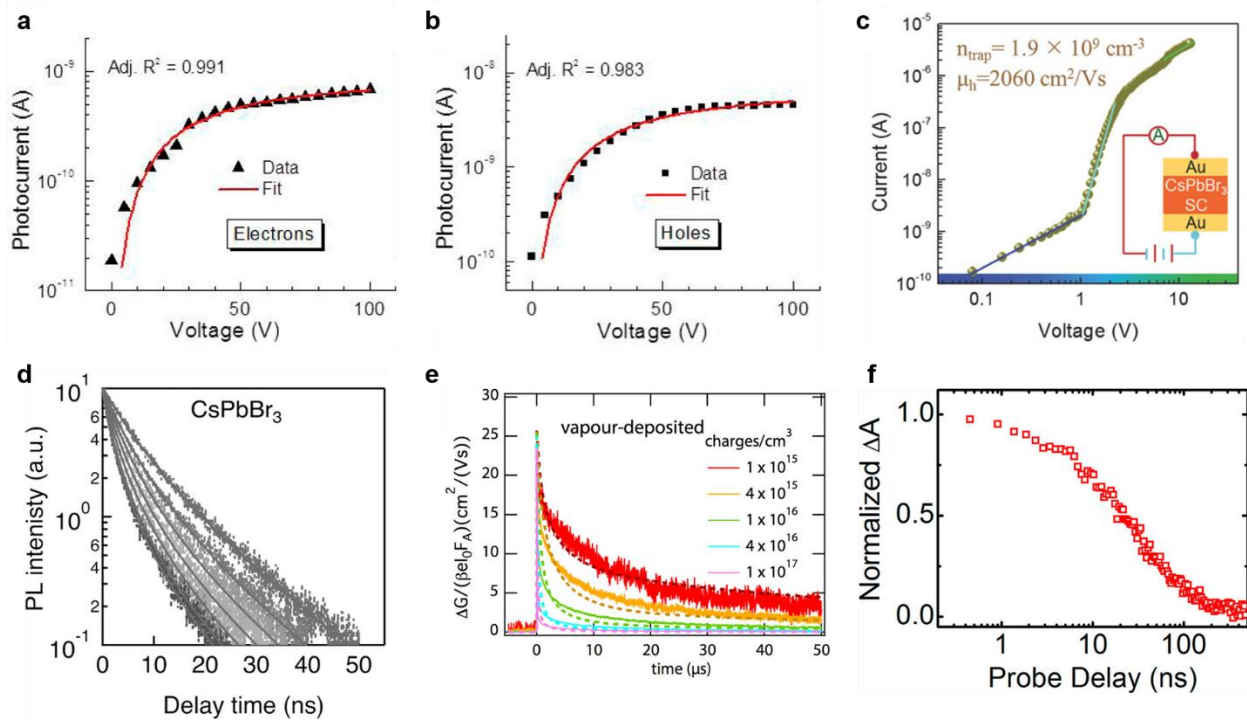 a
Adj. R² = 0.991
Photocurrent (A)
10⁻⁹
10⁻¹⁰
10⁻¹¹
Data
Fit
Electrons
0
50
100
Voltage (V)
b
Adj. R² = 0.983
Photocurrent (A)
10⁻⁸
10⁻⁹
10⁻¹⁰
Data
Fit
Holes
0
50
100
Voltage (V)
c
n_trap = 1.9 × 10⁹ cm⁻³
μ_h=2060 cm²/Vs
Current (A)
10⁻⁵
10⁻⁶
10⁻⁷
10⁻⁸
10⁻⁹
10⁻¹⁰
A
Au
CsPbBr₃
SC
Au
0.1
1
10
Voltage (V)
d
CsPbBr₃
PL intenisty (a.u.)
10¹
6
4
2
10⁰
6
4
2
10⁻¹
0
10
20
30
40
50
Delay time (ns)
e
vapour-deposited
charges/cm³
1 x 10¹⁵
4 x 10¹⁵
1 x 10¹⁶
4 x 10¹⁶
1 x 10¹⁷
ΔG/(βeI₀F_A)(cm²/(Vs))
30
25
20
15
10
5
0
0
10
20
30
40
50
time (μs)
f
Normalized ΔA
1.0
0.5
0.0
1
10
100
Probe Delay (ns)